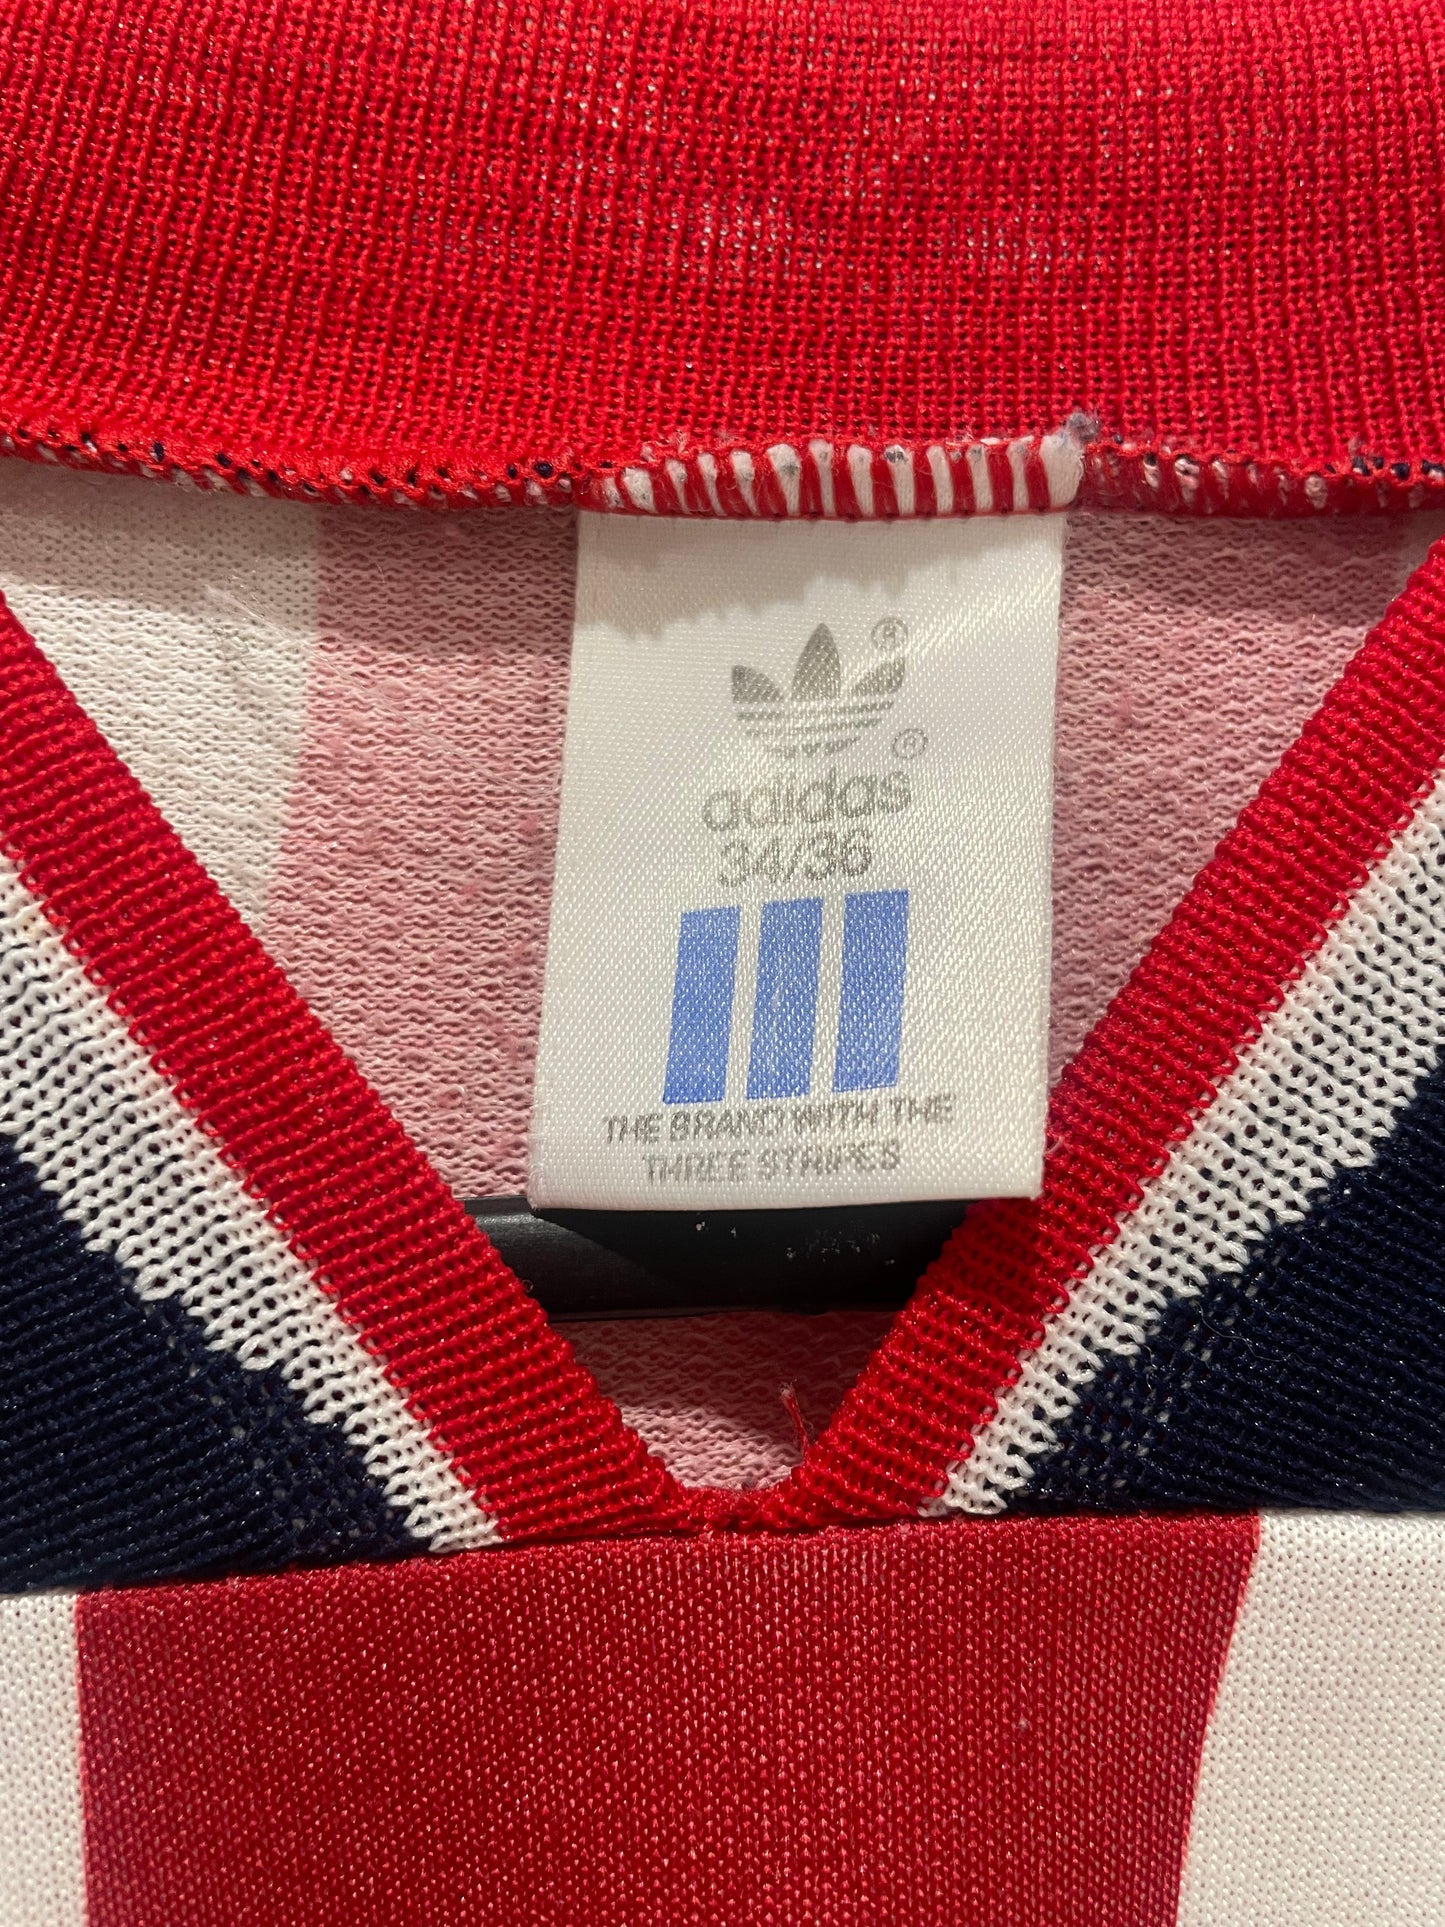 ®
®
adidas
34/36
THE BRAND WITH THE
THREE STRIPES